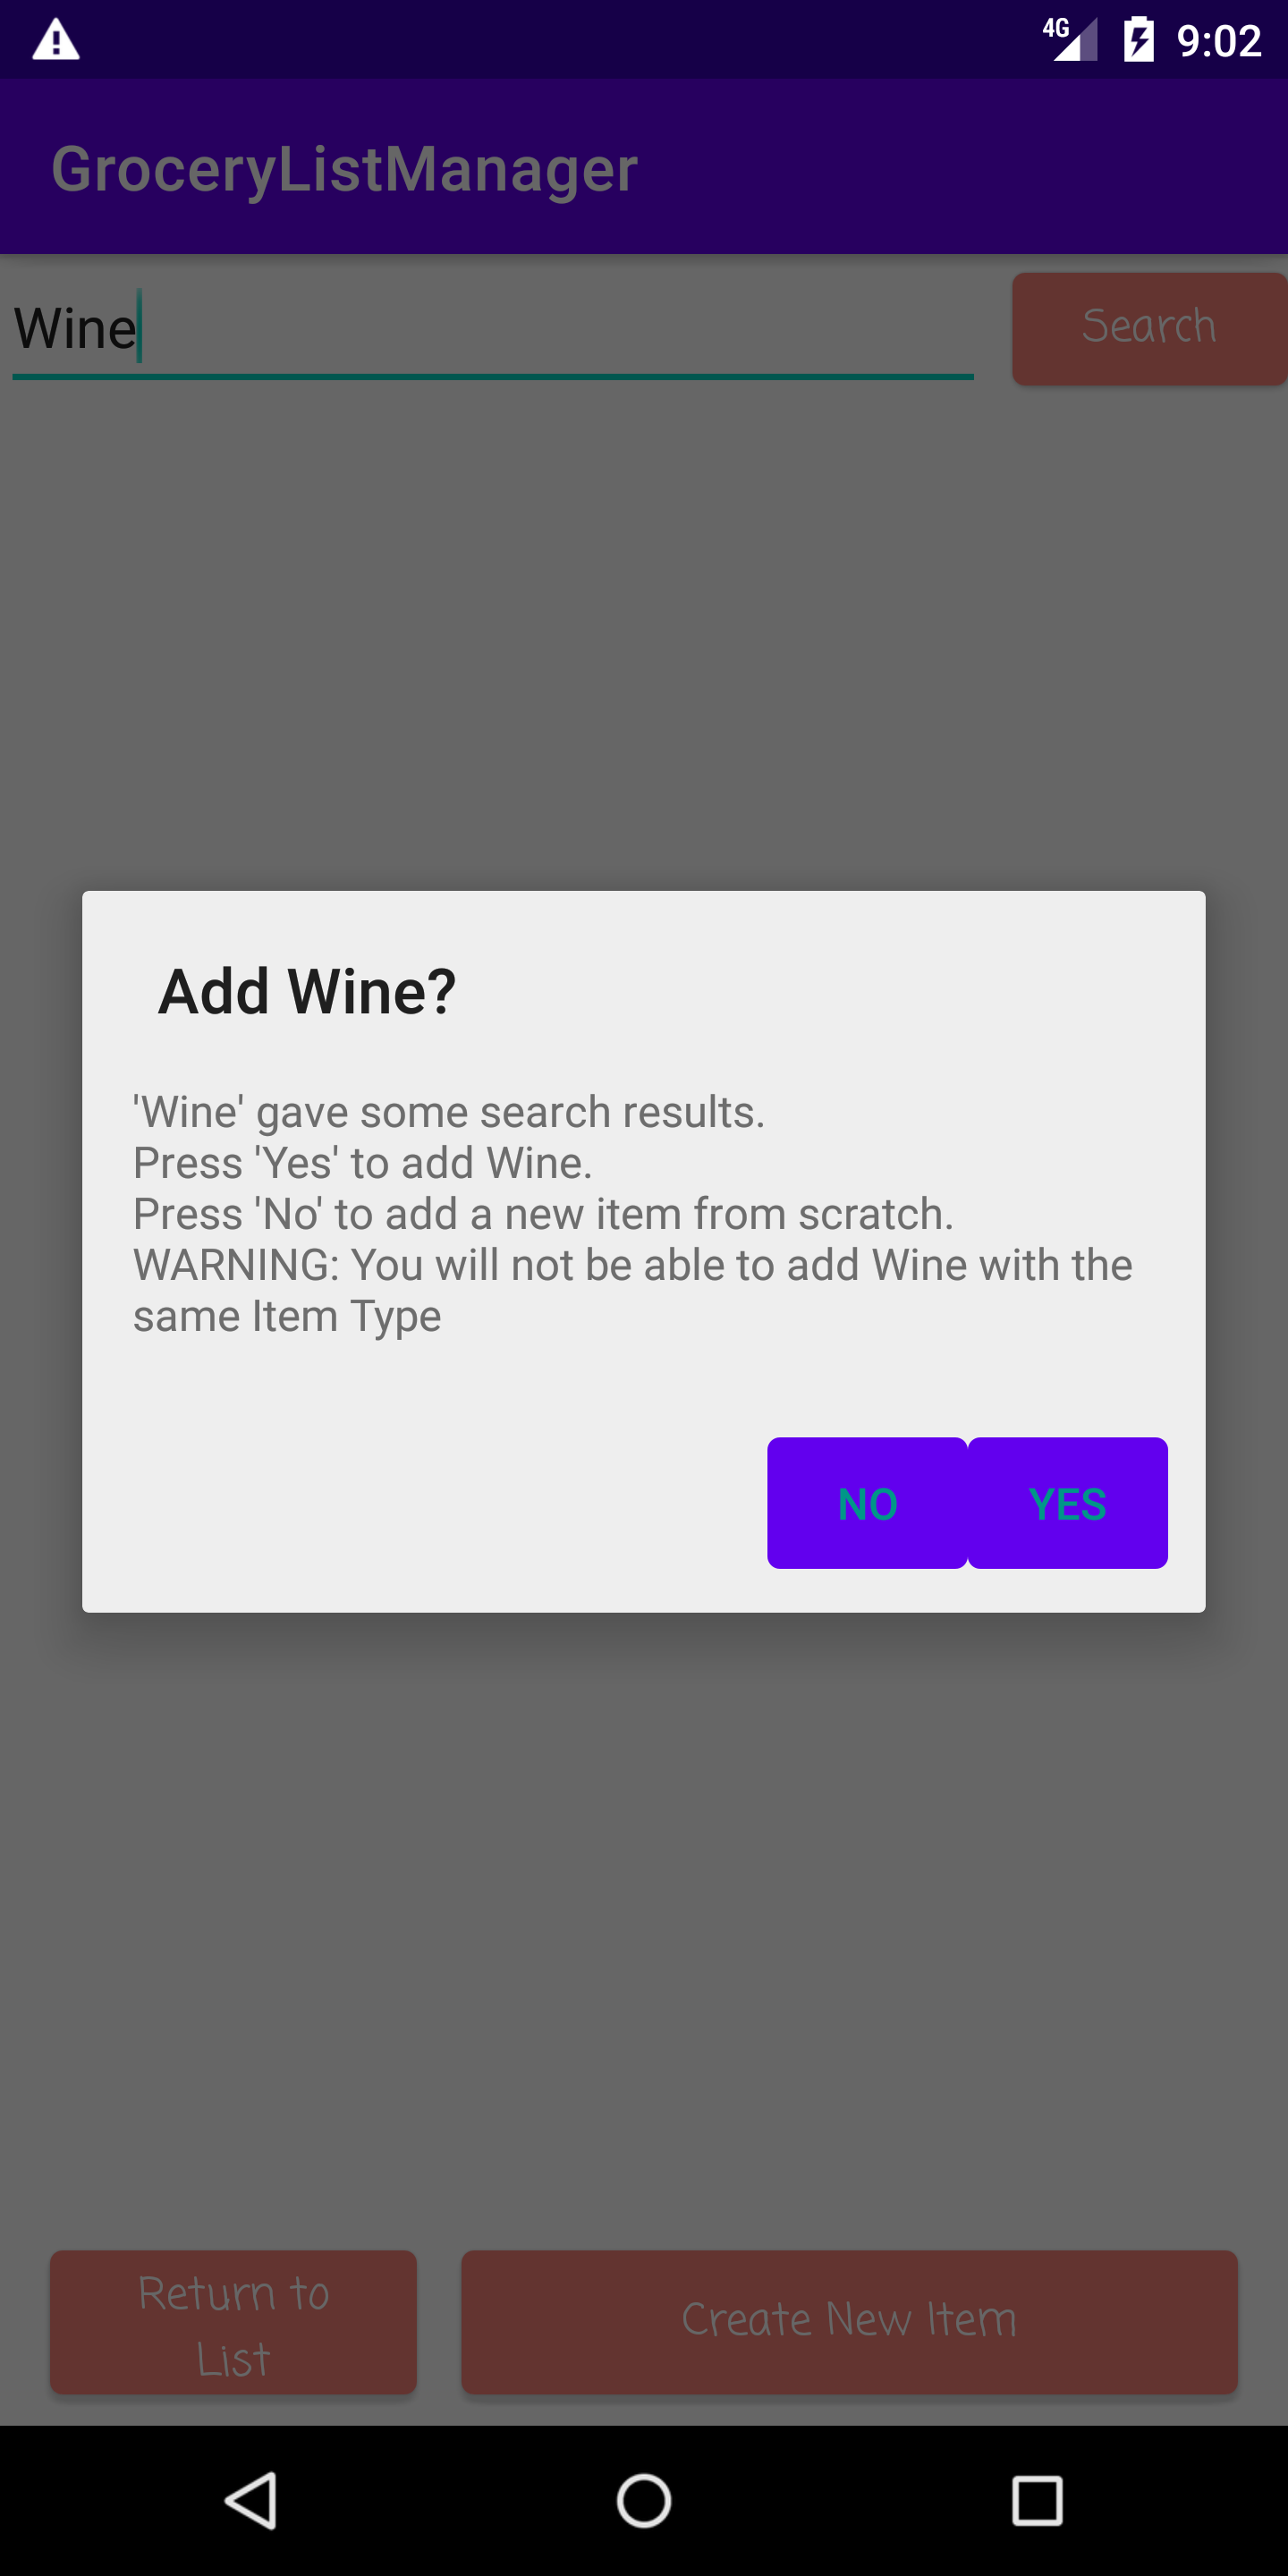 4G 9:02
GroceryListManager
Wine
Search
Add Wine?
'Wine' gave some search results.
Press 'Yes' to add Wine.
Press 'No' to add a new item from scratch.
WARNING: You will not be able to add Wine with the
same Item Type
NO YES
Return to
List
Create New Item